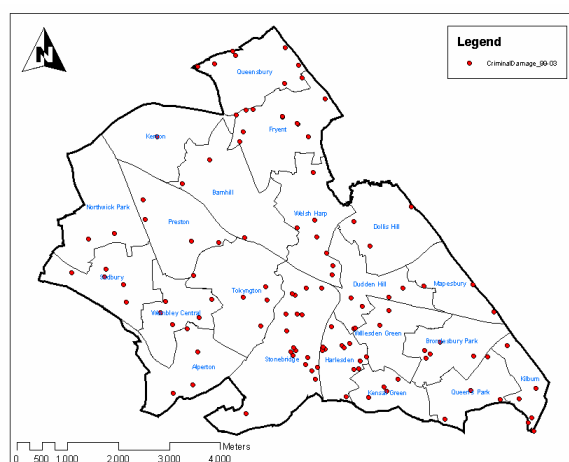 N
Legend
CriminalDamage_99-03
Queensbury
Fryent
Kenton
Barnhill
Northwick Park
Welsh Harp
Dollis Hill
Preston
Sudbury
Dudden Hill
Mapesbury
Tokyngton
Wembley Central
Willesden Green
Brondesbury Park
Stonebridge
Harlesden
Alperton
Kilburn
Kensal Green
Queen's Park
Meters
0 500 1,000 2,000 3,000 4,000